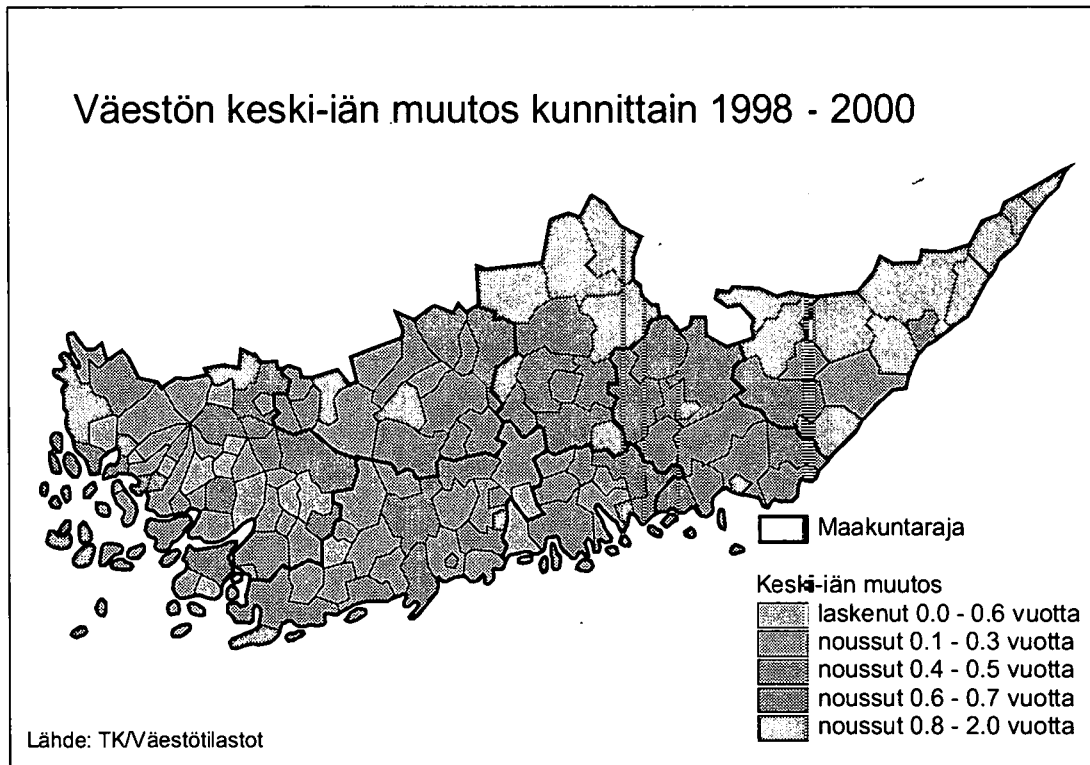 Väestön keski-iän muutos kunnittain 1998 - 2000
Maakuntaraja
Keski-iän muutos
laskenut 0.0 - 0.6 vuotta
noussut 0.1 - 0.3 vuotta
noussut 0.4 - 0.5 vuotta
noussut 0.6 - 0.7 vuotta
noussut 0.8 - 2.0 vuotta
Lähde: TK/Väestötilastot